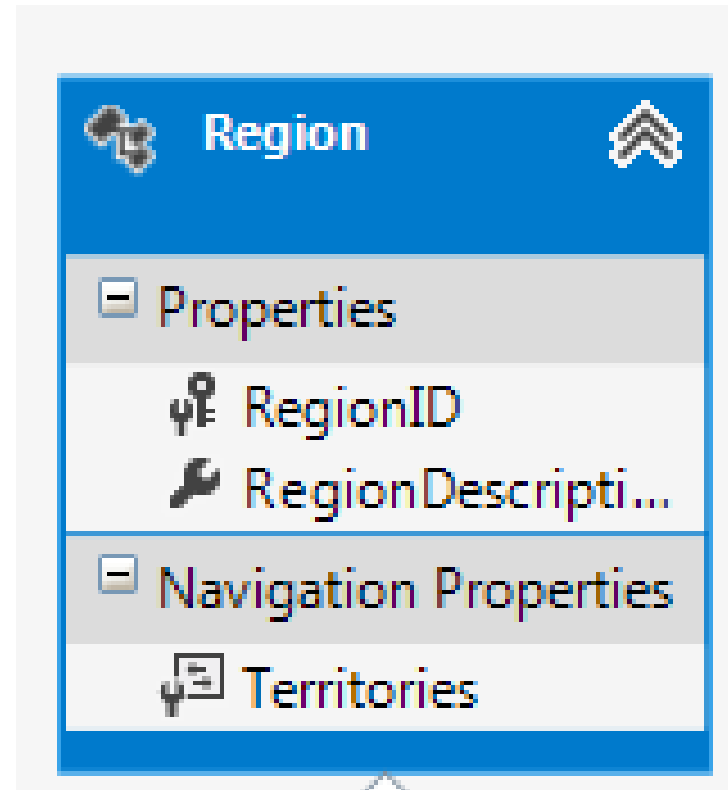 Region
Properties
RegionID
RegionDescripti...
Navigation Properties
Territories